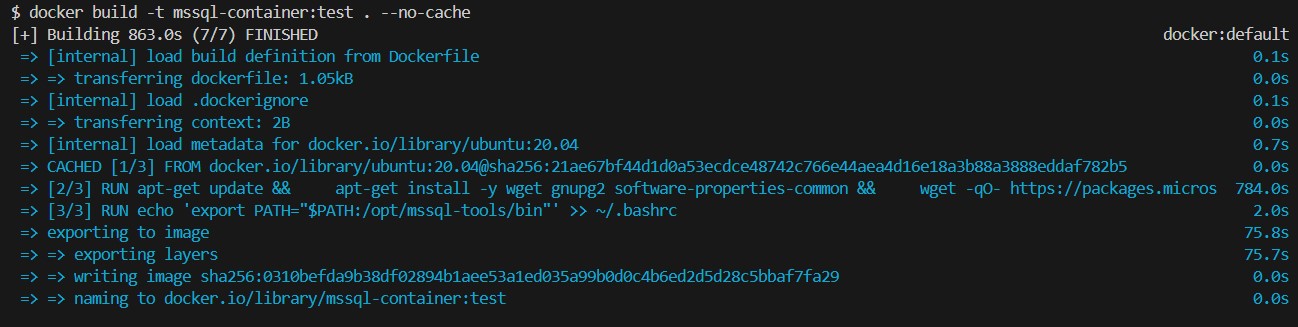 $ docker build -t mssql-container:test . --no-cache
[+] Building 863.0s (7/7) FINISHED docker:default
=> [internal] load build definition from Dockerfile 0.1s
=> => transferring dockerfile: 1.05kB 0.0s
=> [internal] load .dockerignore 0.1s
=> => transferring context: 2B 0.0s
=> [internal] load metadata for docker.io/library/ubuntu:20.04 0.7s
=> CACHED [1/3] FROM docker.io/library/ubuntu:20.04@sha256:21ae67bf44d1d0a53ecdce48742c766e44aea4d16e18a3b88a3888eddaf782b5 0.0s
=> [2/3] RUN apt-get update &&     apt-get install -y wget gnupg2 software-properties-common &&     wget -qO- https://packages.micros 784.0s
=> [3/3] RUN echo 'export PATH="$PATH:/opt/mssql-tools/bin"' >> ~/.bashrc 2.0s
=> exporting to image 75.8s
=> => exporting layers 75.7s
=> => writing image sha256:0310befda9b38df02894b1aee53a1ed035a99b0d0c4b6ed2d5d28c5bbaf7fa29 0.0s
=> => naming to docker.io/library/mssql-container:test 0.0s